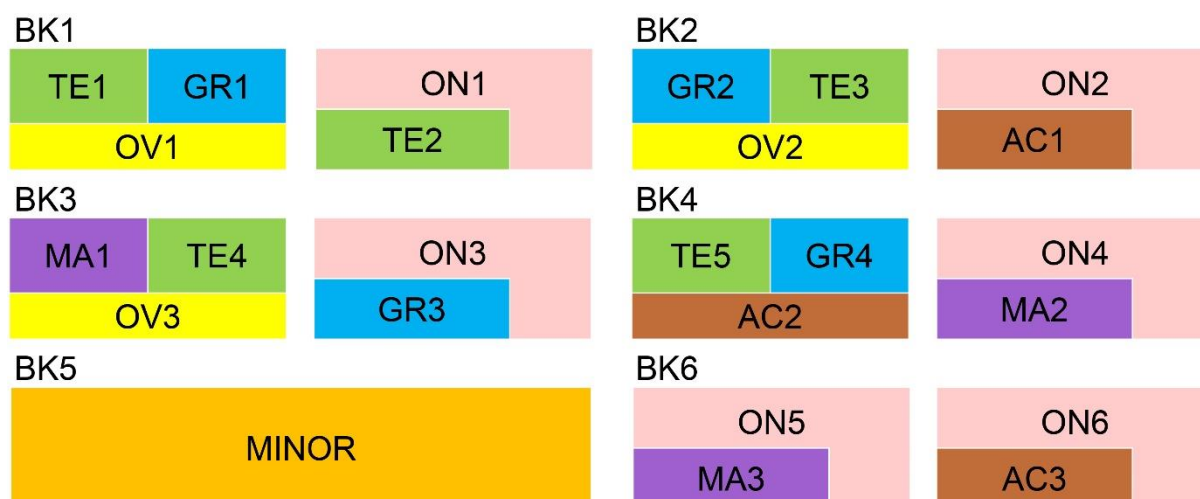 BK1
BK2
TE1 GR1 ON1 GR2 TE3 ON2
OV1 TE2 OV2 AC1
BK3
BK4
MA1 TE4 ON3 TE5 GR4 ON4
OV3 GR3 AC2 MA2
BK5
BK6
MINOR
ON5 ON6
MA3 AC3